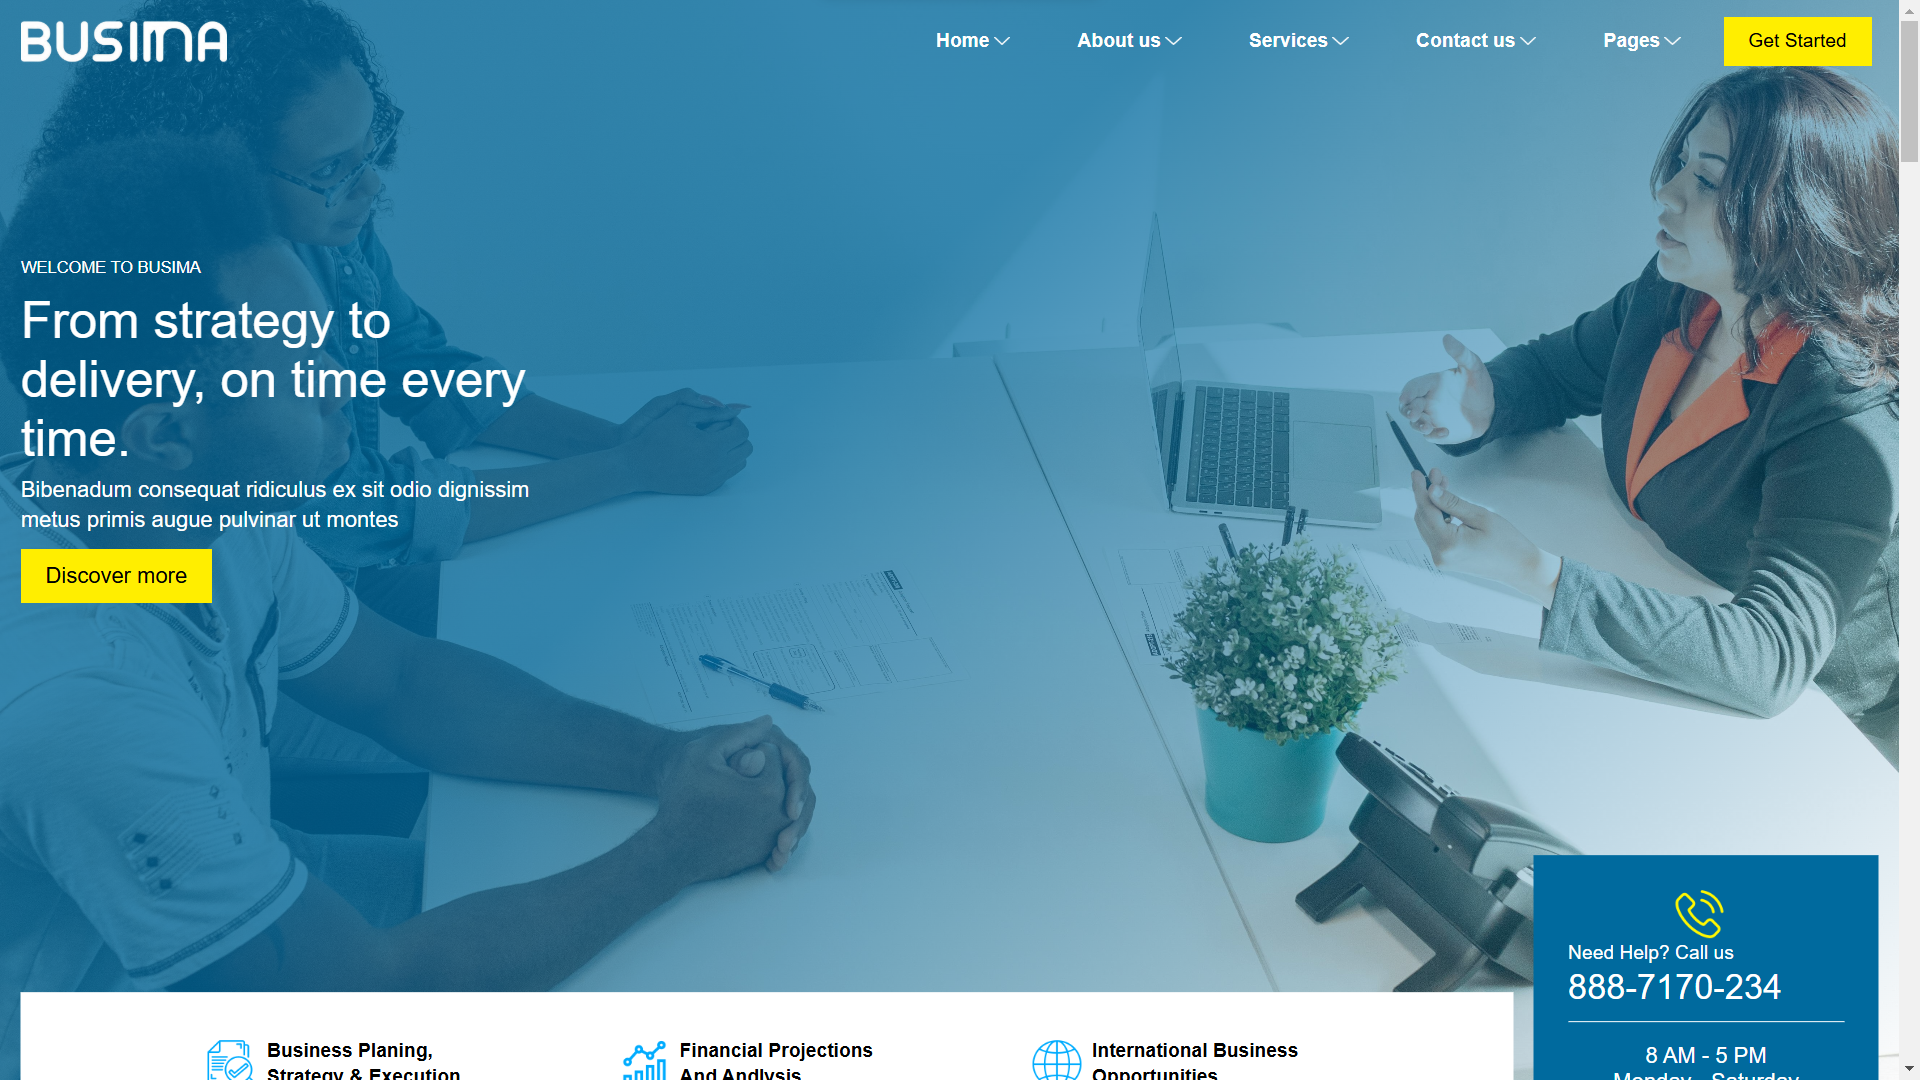 BUSIMA
Home
About us
Services
Contact us
Pages
Get Started
WELCOME TO BUSIMA
From strategy to
delivery, on time every
time.
Bibenadum consequat ridiculus ex sit odio dignissim
metus primis augue pulvinar ut montes
Discover more
Need Help? Call us
888-7170-234
8 AM - 5 PM
Monday - Saturday
Business Planing,
Strategy & Execution
Financial Projections
And Andlysis
International Business
Opportunities